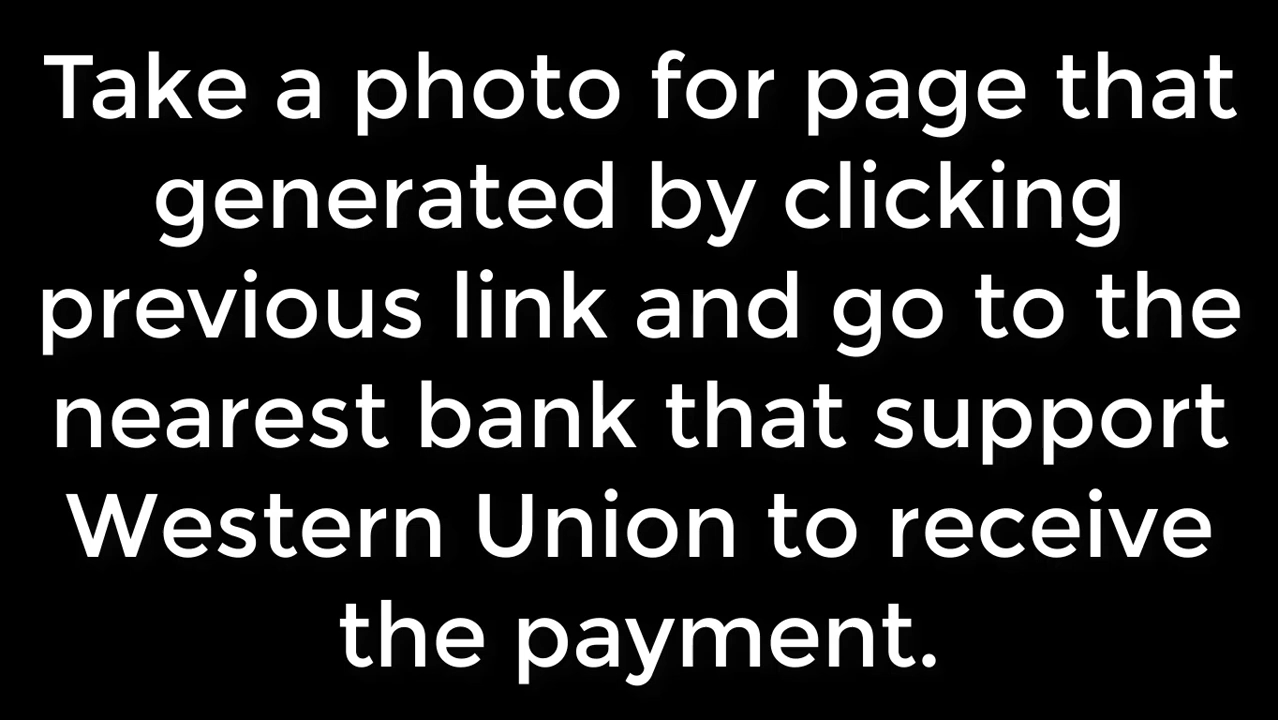 Take a photo for page that
generated by clicking
previous link and go to the
nearest bank that support
Western Union to receive
the payment.